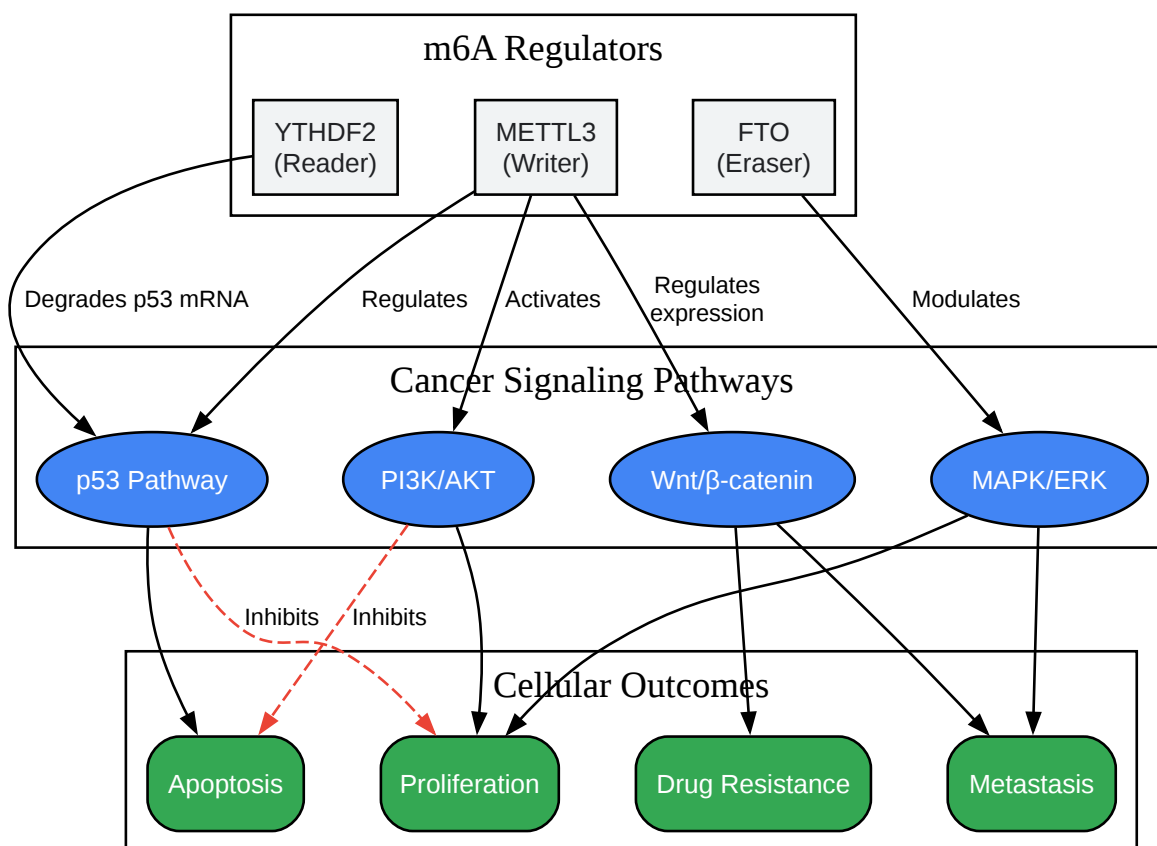 m6A Regulators
YTHDF2
(Reader)
METTL3
(Writer)
FTO
(Eraser)
Degrades p53 mRNA
Regulates
Activates
Regulates
expression
Modulates
Cancer Signaling Pathways
p53 Pathway
PI3K/AKT
Wnt/β-catenin
MAPK/ERK
Inhibits
Inhibits
Cellular Outcomes
Apoptosis
Proliferation
Drug Resistance
Metastasis